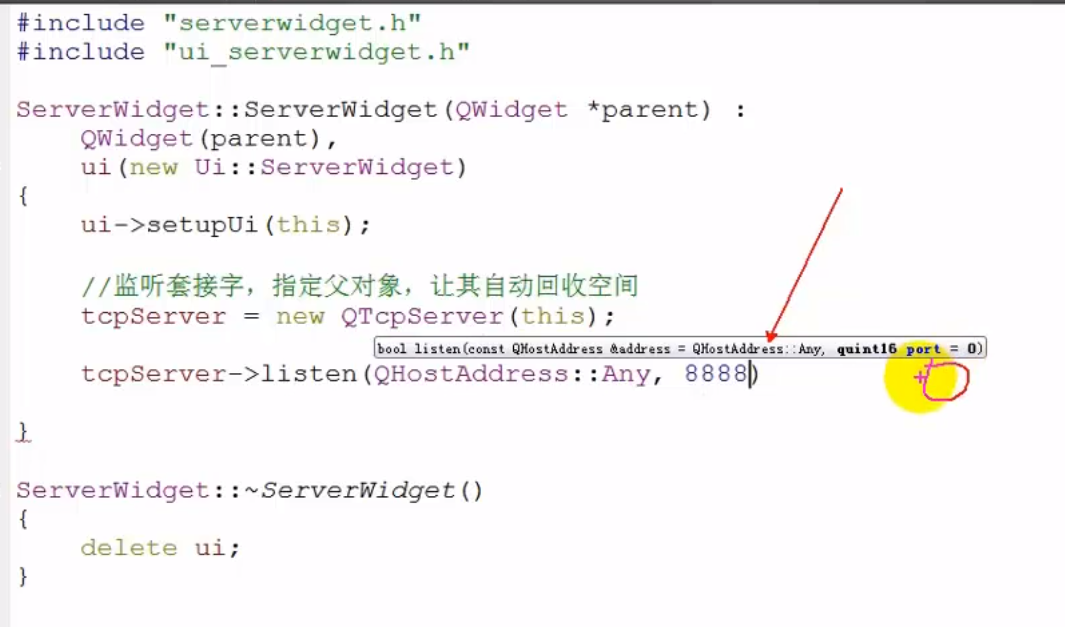 #include "serverwidget.h"
#include "ui_serverwidget.h"
ServerWidget::ServerWidget(QWidget *parent) :
QWidget(parent),
ui(new Ui::ServerWidget)
{
ui->setupUi(this);
//监听套接字，指定父对象，让其自动回收空间
tcpServer = new QTcpServer(this);
bool listen(const QHostAddress &address = QHostAddress::Any, quint16 port = 0)
tcpServer->listen(QHostAddress::Any, 8888)
}
ServerWidget::~ServerWidget()
{
delete ui;
}